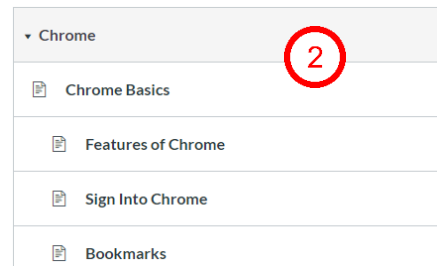 Chrome
2
Chrome Basics
Features of Chrome
Sign Into Chrome
Bookmarks